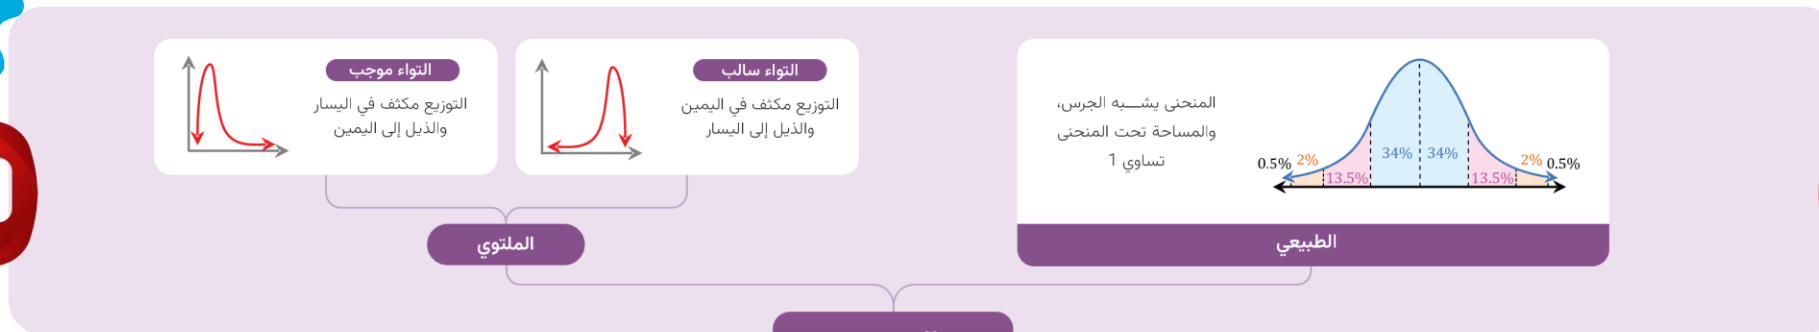 المنحنى يشبه الجرس،
والمساحة تحت المنحنى
تساوي 1
0.5% 2% 13.5% 34% 34% 13.5% 2% 0.5%
الطبيعي
التواء سالب
التوزيع مكثف في اليمين
والذيل إلى اليسار
التواء موجب
التوزيع مكثف في اليسار
والذيل إلى اليمين
الملتوي